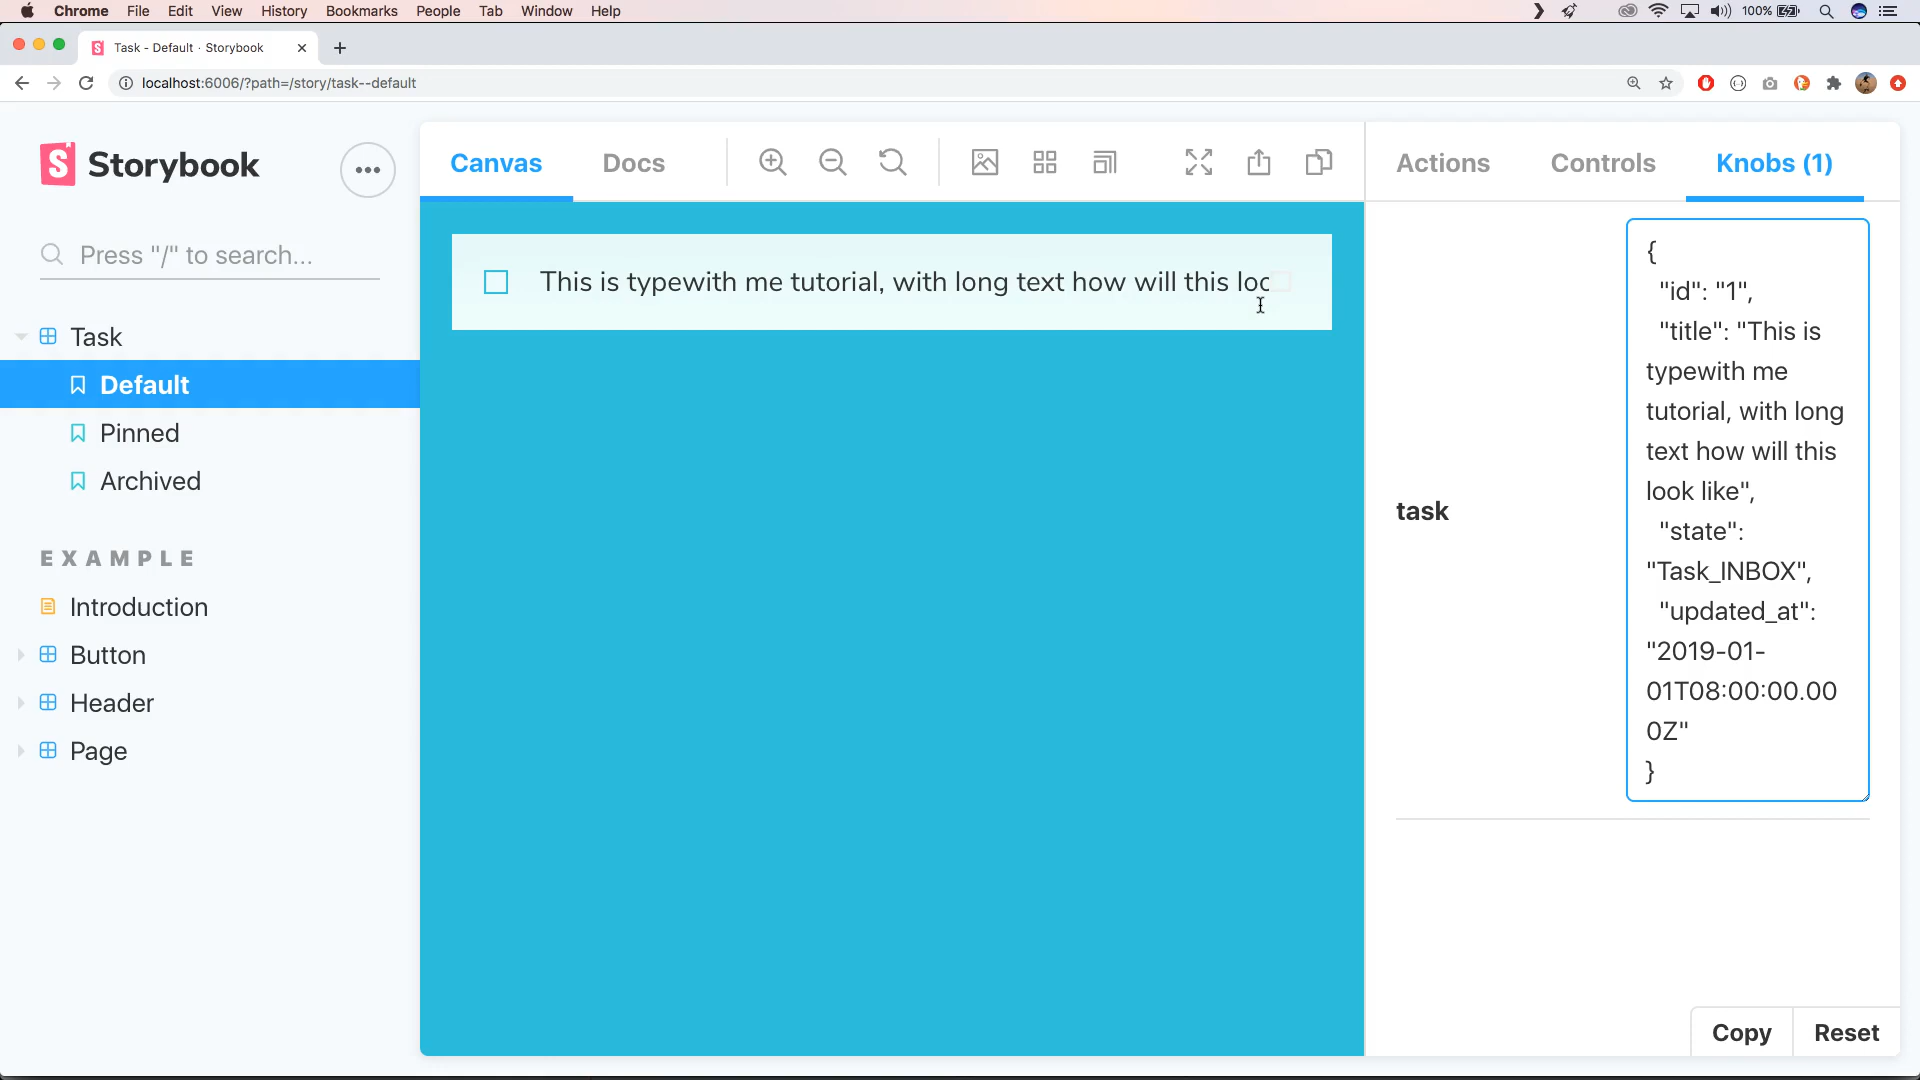 Chrome File Edit View History Bookmarks People Tab Window Help
100%
Task - Default · Storybook
localhost:6006/?path=/story/task--default
Storybook
Press "/" to search...
Task
Default
Pinned
Archived
EXAMPLE
Introduction
Button
Header
Page
Canvas
Docs
This is typewith me tutorial, with long text how will this loo
Actions
Controls
Knobs (1)
task
{
"id": "1",
"title": "This is
typewith me
tutorial, with long
text how will this
look like",
"state":
"Task_INBOX",
"updated_at":
"2019-01-
01T08:00:00.00
0Z"
}
Copy
Reset